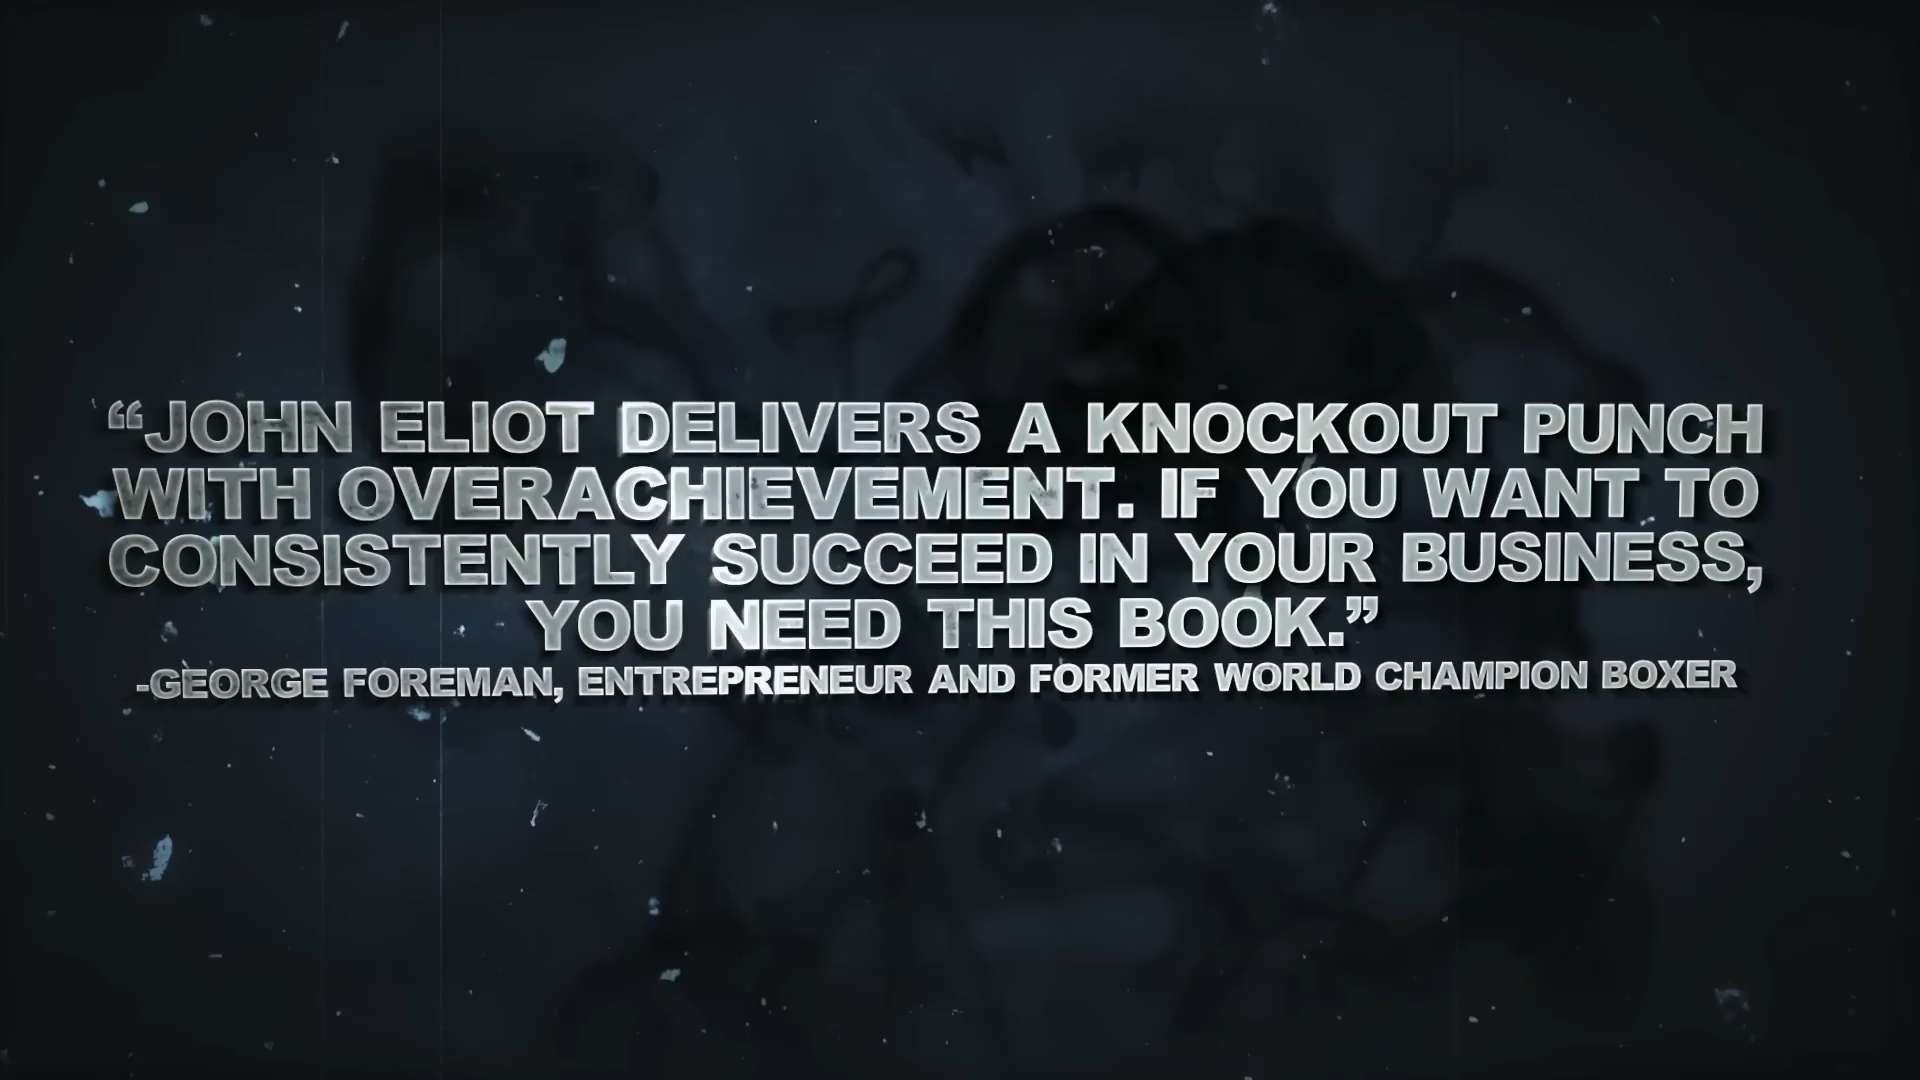 “JOHN ELIOT DELIVERS A KNOCKOUT PUNCH
WITH OVERACHIEVEMENT. IF YOU WANT TO
CONSISTENTLY SUCCEED IN YOUR BUSINESS,
YOU NEED THIS BOOK.”
-GEORGE FOREMAN, ENTREPRENEUR AND FORMER WORLD CHAMPION BOXER